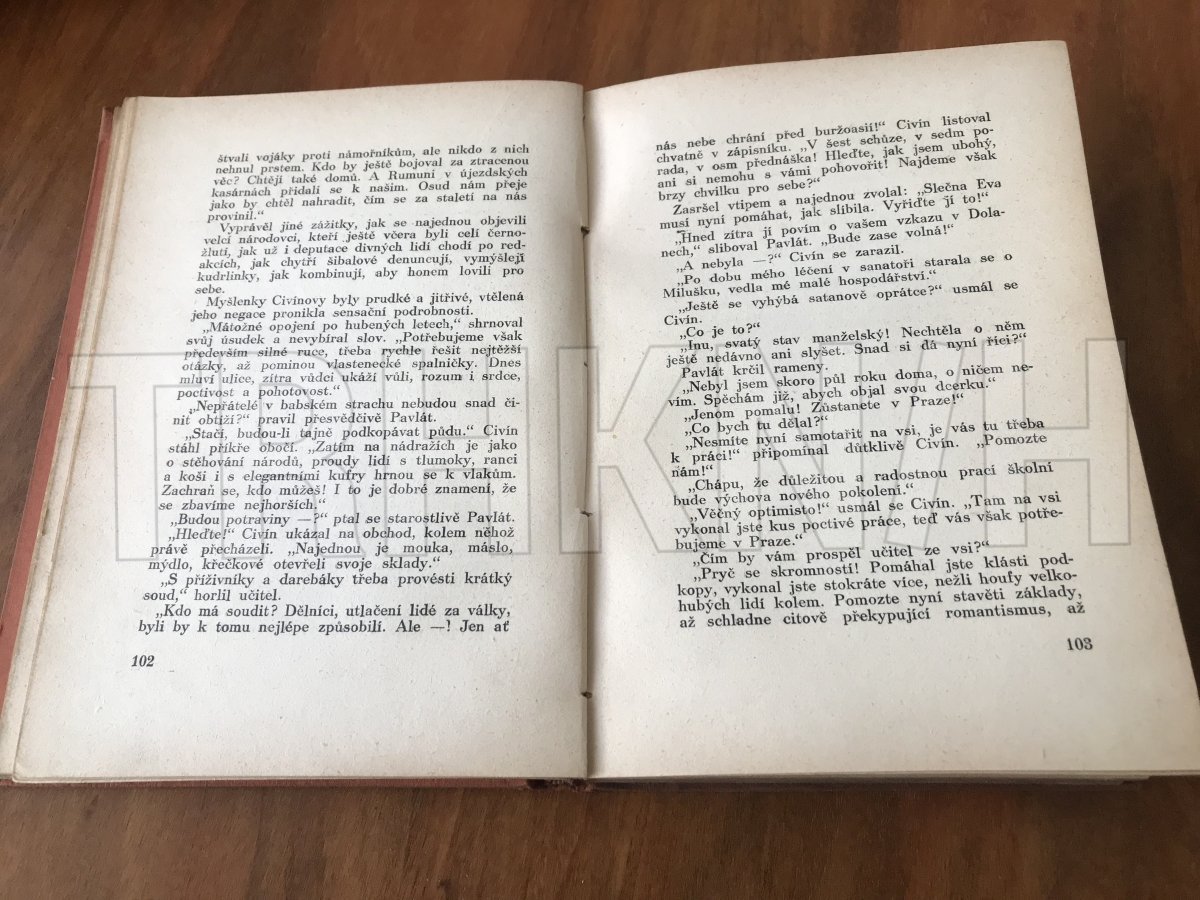 štvali vojáky proti námořníkům, ale nikdo z nich
nehnul prstem. Kdo by ještě bojoval za ztracenou
věc? Chtěji také domů. A Rumuni v újezdských
kasárnách přidali se k našim. Osud nám přeje
jako by chtěl nahradit, čím se za staletí na nás
provinil.“
Vyprávěl jiné zážitky, jak se najednou objevili
velcí národovci, kteří ještě včera byli celí černo-
žlutí, jak už i deputace divných lidí chodí po re-
dakcích, jak chytří šibalové denuncují, vymýšlejí
kudrlinky, jak kombinují, aby honem lovili pro
sebe.
Myšlenky Civínovy byly prudké a jitřivé, vtělená
jeho negace pronikla sensační podrobností.
„Mátožné opojení po hubených letech,“ shrnoval
svůj úsudek a nevybíral slov. „Potřebujeme však
především silné ruce, třeba rychle řešit nejtěžší
otázky, až pominou vlastenecké spalničky. Dnes
mluví ulice, zítra vůdci ukáží vůli, rozum i srdce,
poctivost a pohotovost.“
„Nepřátelé v babském strachu nebudou snad či-
nit obtíží?“ pravil přesvědčivě Pavlát.
„Stačí, budou-li tajně podkopávat půdu.“ Civín
stáhl příkře obočí. „Zatím na nádražích je jako
o stěhování národů, proudy lidí s tlumoky, ranci
a koši i s elegantními kufry hrnou se k vlakům.
Zachraň se, kdo můžeš! I to je dobré znamení, že
se zbavíme nejhorších.“
„Budou potraviny —?“ ptal se starostlivě Pavlát.
„Hleďte!“ Civín ukázal na obchod, kolem něhož
právě přecházeli. „Najednou je mouka, máslo,
mýdlo, křečkové otevřeli svoje sklady.“
„S příživníky a darebáky třeba provésti krátký
soud,“ horlil učitel.
„Kdo má soudit? Dělníci, utlačení lidé za války,
byli by k tomu nejlépe způsobilí. Ale —! Jen ať
102
nás nebe chrání před buržoasií!“ Civín listoval
chvatně v zápisníku. „V šest schůze, v sedm po-
rada, v osm přednáška! Hleďte, jak jsem ubohý,
ani si nemohu s vámi pohovořit! Najdeme však
brzy chvilku pro sebe?“
Zasršel vtipem a najednou zvolal: „Slečna Eva
musí nyní pomáhat, jak slíbila. Vyřiďte jí to!“
„Hned zítra jí povím o vašem vzkazu v Dola-
nech,“ sliboval Pavlát. „Bude zase volná!“
„A nebyla —?“ Civín se zarazil.
„Po dobu mého léčení v sanatoři starala se o
Milušku, vedla mé malé hospodářství.“
„Ještě se vyhýbá satanově oprátce?“ usmál se
Civín.
„Co je to?“
„Inu, svatý stav manželský! Nechtěla o něm
ještě nedávno ani slyšet. Snad si dá nyní říci?“
Pavlát krčil rameny.
„Nebyl jsem skoro půl roku doma, o ničem ne-
vím. Spěchám již, abych objal svou dcerku.“
„Jenom pomalu! Zůstanete v Praze!“
„Co bych tu dělal?“
„Nesmíte nyní samotařit na vsi, je vás tu třeba
k práci!“ připomínal důtklivě Civín. „Pomozte
nám!“
„Chápu, že důležitou a radostnou prací školní
bude výchova nového pokolení.“
„Věčný optimisto!“ usmál se Civín. „Tam na vsi
vykonal jste kus poctivé práce, teď vás však potře-
bujeme v Praze.“
„Čím by vám prospěl učitel ze vsi?“
„Pryč se skromností! Pomáhal jste klásti pod-
kopy, vykonal jste stokráte více, nežli houfy velko-
hubých lidí kolem. Pomozte nyní stavěti základy,
až schladne citově překypující romantismus, až
103
TRHKNIH